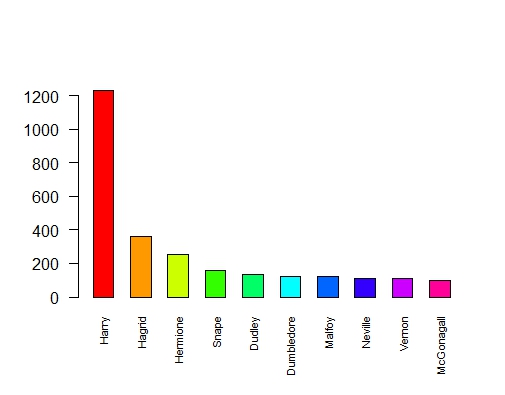 1200
1000
800
600
400
200
0
Harry
Hagrid
Hermione
Snape
Dudley
Dumbledore
Malfoy
Neville
Vernon
McGonagall